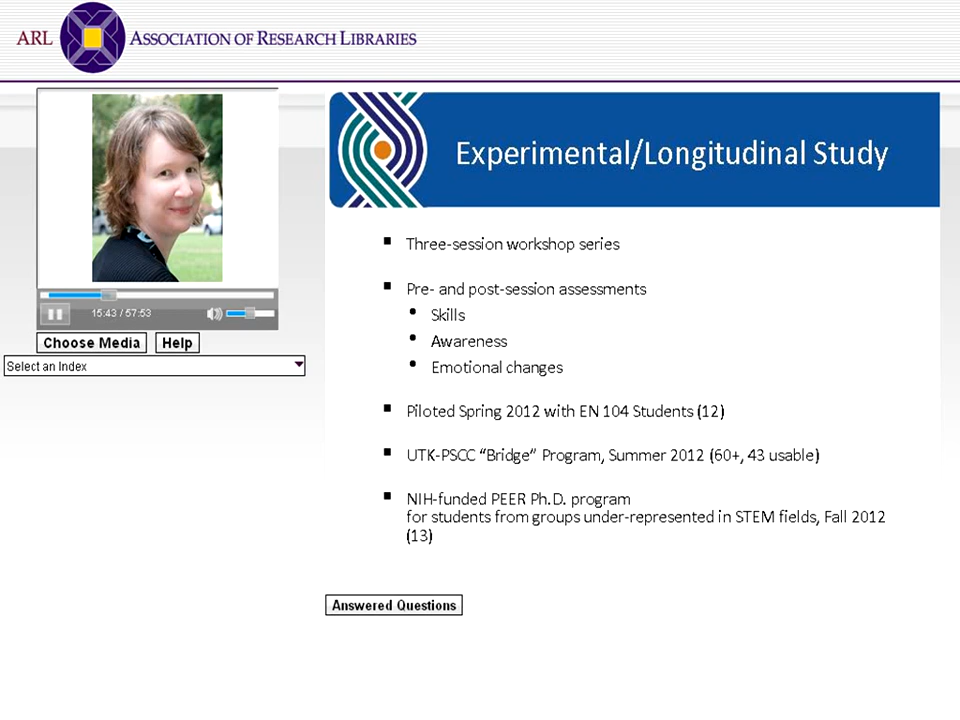 ARL ASSOCIATION OF RESEARCH LIBRARIES
15:43 / 57:53
Choose Media Help
Select an Index
Experimental/Longitudinal Study
▪ Three-session workshop series
▪ Pre- and post-session assessments
• Skills
• Awareness
• Emotional changes
▪ Piloted Spring 2012 with EN 104 Students (12)
▪ UTK-PSCC “Bridge” Program, Summer 2012 (60+, 43 usable)
▪ NIH-funded PEER Ph.D. program
for students from groups under-represented in STEM fields, Fall 2012
(13)
Answered Questions